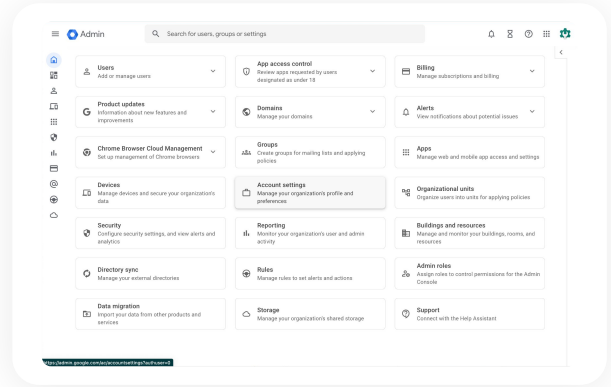 Admin
Search for users, groups or settings
Users
Add or manage users
App access control
Review apps requested by users
designated as under 18
Billing
Manage subscriptions and billing
Product updates
Information about new features and
improvements
Domains
Manage your domains
Alerts
View notifications about potential issues
Chrome Browser Cloud Management
Set up management of Chrome browsers
Groups
Create groups for mailing lists and applying
policies
Apps
Manage web and mobile app access and settings
Devices
Manage devices and secure your organization's
data
Account settings
Manage your organization's profile and
preferences
Organizational units
Organize users into units for applying policies
Security
Configure security settings, and view alerts and
analytics
Reporting
Monitor your organization's user and admin
activity
Buildings and resources
Manage and monitor your buildings, rooms, and
resources
Directory sync
Manage your external directories
Rules
Manage rules to set alerts and actions
Admin roles
Assign roles to control permissions for the Admin
Console
Data migration
Import your data from other products and
services
Storage
Manage your organization's shared storage
Support
Connect with the Help Assistant
https://admin.google.com/ac/accountsettings?authuser=0